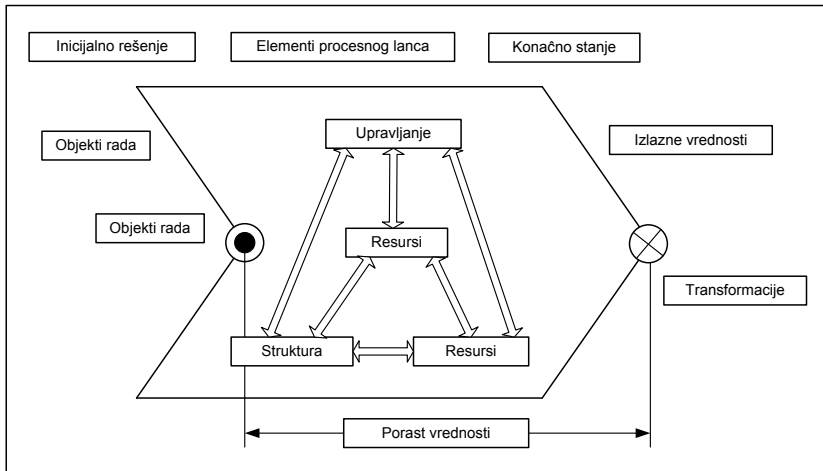 Inicijalno rešenje
Elementi procesnog lanca
Konačno stanje
Upravljanje
Objekti rada
Izlazne vrednosti
Objekti rada
Resursi
Transformacije
Struktura
Resursi
Porast vrednosti